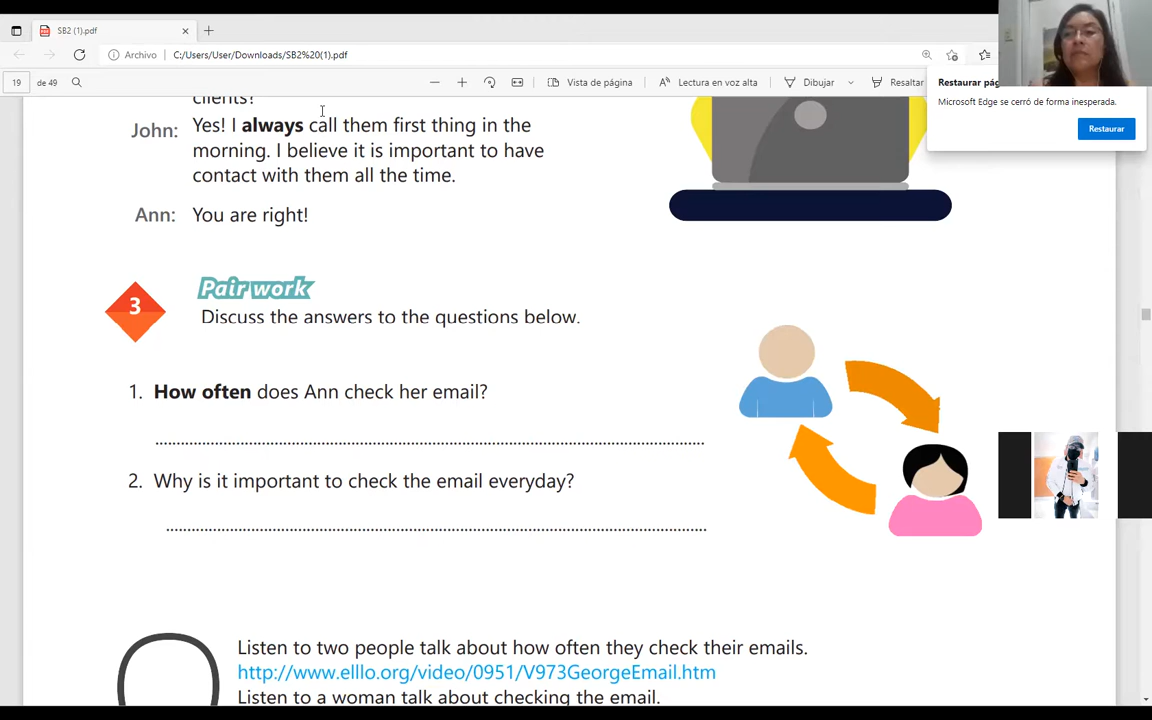 SB2 (1).pdf
Archivo
C:/Users/User/Downloads/SB2%20(1).pdf
19
de 49
Vista de página
Lectura en voz alta
Dibujar
Resaltar
Restaurar pág
Microsoft Edge se cerró de forma inesperada.
Restaurar
clients?
John: Yes! I always call them first thing in the
morning. I believe it is important to have
contact with them all the time.
Ann: You are right!
3
Pair work
Discuss the answers to the questions below.
1. How often does Ann check her email?
2. Why is it important to check the email everyday?
Listen to two people talk about how often they check their emails.
http://www.elllo.org/video/0951/V973GeorgeEmail.htm
Listen to a woman talk about checking the email.